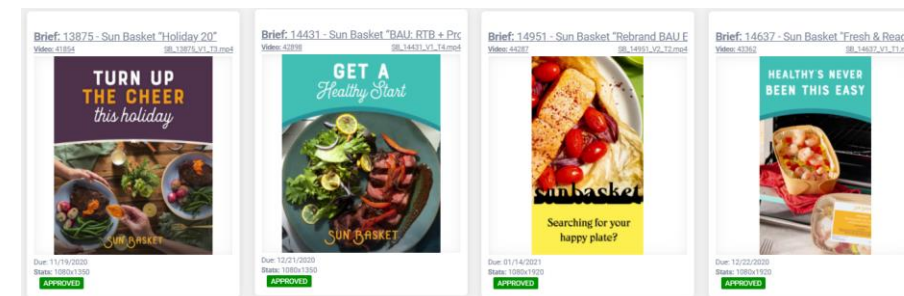 Brief: 13875 - Sun Basket "Holiday 20"
Video: 41854 SB_13875_V1_T3.mp4
TURN UP
THE CHEER
this holiday
SUN BASKET
Due: 11/19/2020
Stats: 1080x1350
APPROVED
Brief: 14431 - Sun Basket "BAU: RTB + Pro
Video: 42898 SB_14431_V1_T4.mp4
GET A
Healthy Start
SUN BASKET
Due: 12/21/2020
Stats: 1080x1350
APPROVED
Brief: 14951 - Sun Basket "Rebrand BAU E
Video: 44287 SB_14951_V2_T2.mp4
sunbasket
Searching for your
happy plate?
Due: 01/14/2021
Stats: 1080x1920
APPROVED
Brief: 14637 - Sun Basket "Fresh & Read
Video: 43362 SB_14637_V1_T1.m
HEALTHY'S NEVER
BEEN THIS EASY
Due: 12/22/2020
Stats: 1080x1920
APPROVED